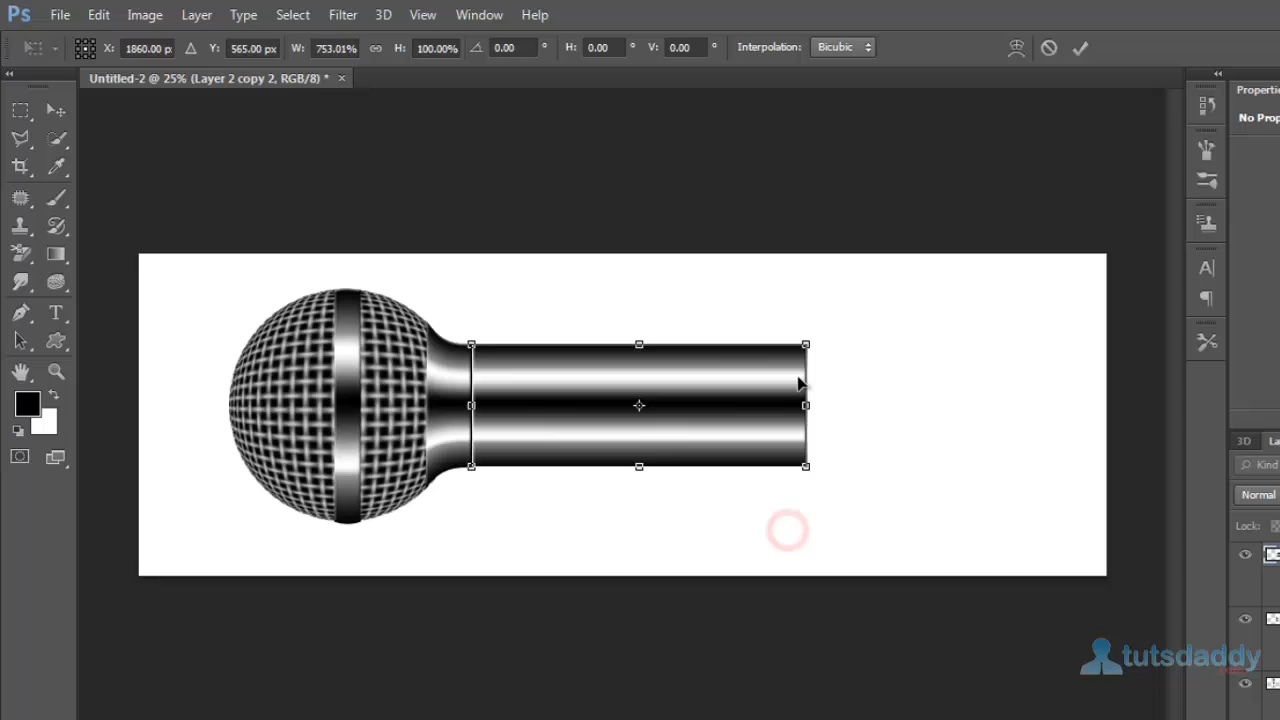 Ps File Edit Image Layer Type Select Filter 3D View Window Help
X: 1860.00 p Y: 565.00 px W: 753.01% H: 100.00% 0.00 ° H: 0.00 ° V: 0.00 ° Interpolation: Bicubic
Untitled-2 @ 25% (Layer 2 copy 2, RGB/8) * ×
Properti
No Prop
A|
T
3D La
Kind
Normal
Lock:
tutsdaddy